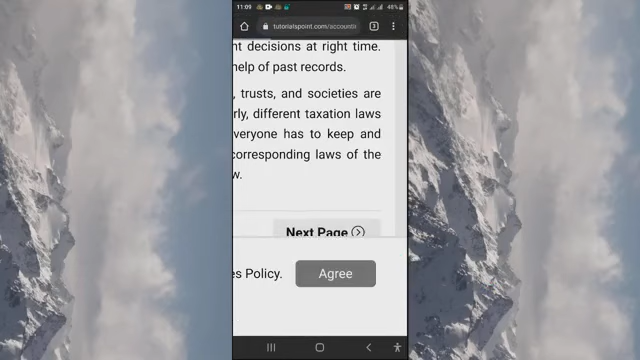 11:09
48%
tutorialspoint.com/accounti
3
nt decisions at right time.
help of past records.
, trusts, and societies are
rly, different taxation laws
veryone has to keep and
corresponding laws of the
w.
Next Page
es Policy.
Agree